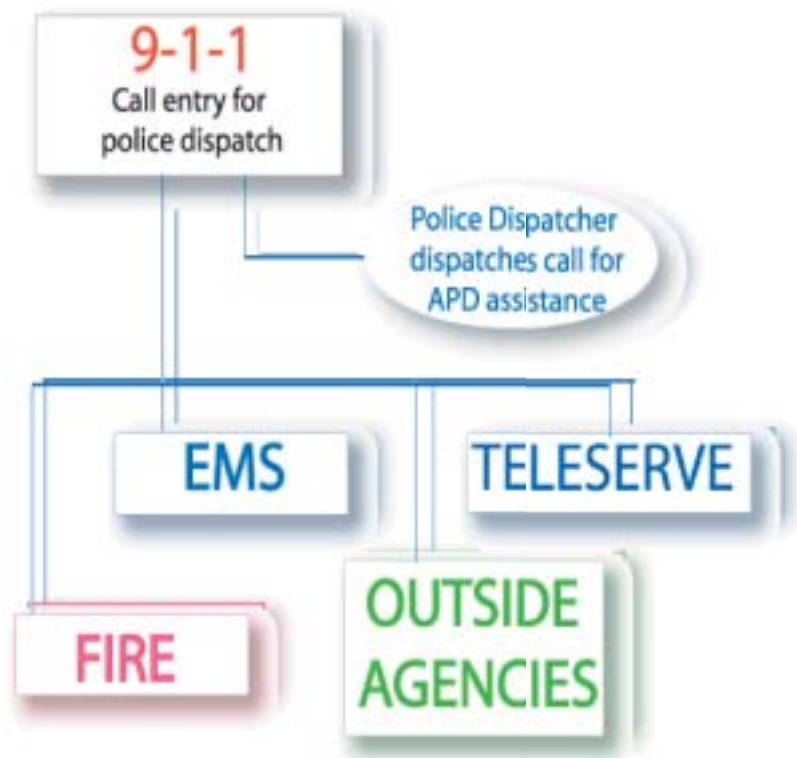 9-1-1
Call entry for
police dispatch
Police Dispatcher
dispatches call for
APD assistance
EMS
TELESERVE
FIRE
OUTSIDE
AGENCIES